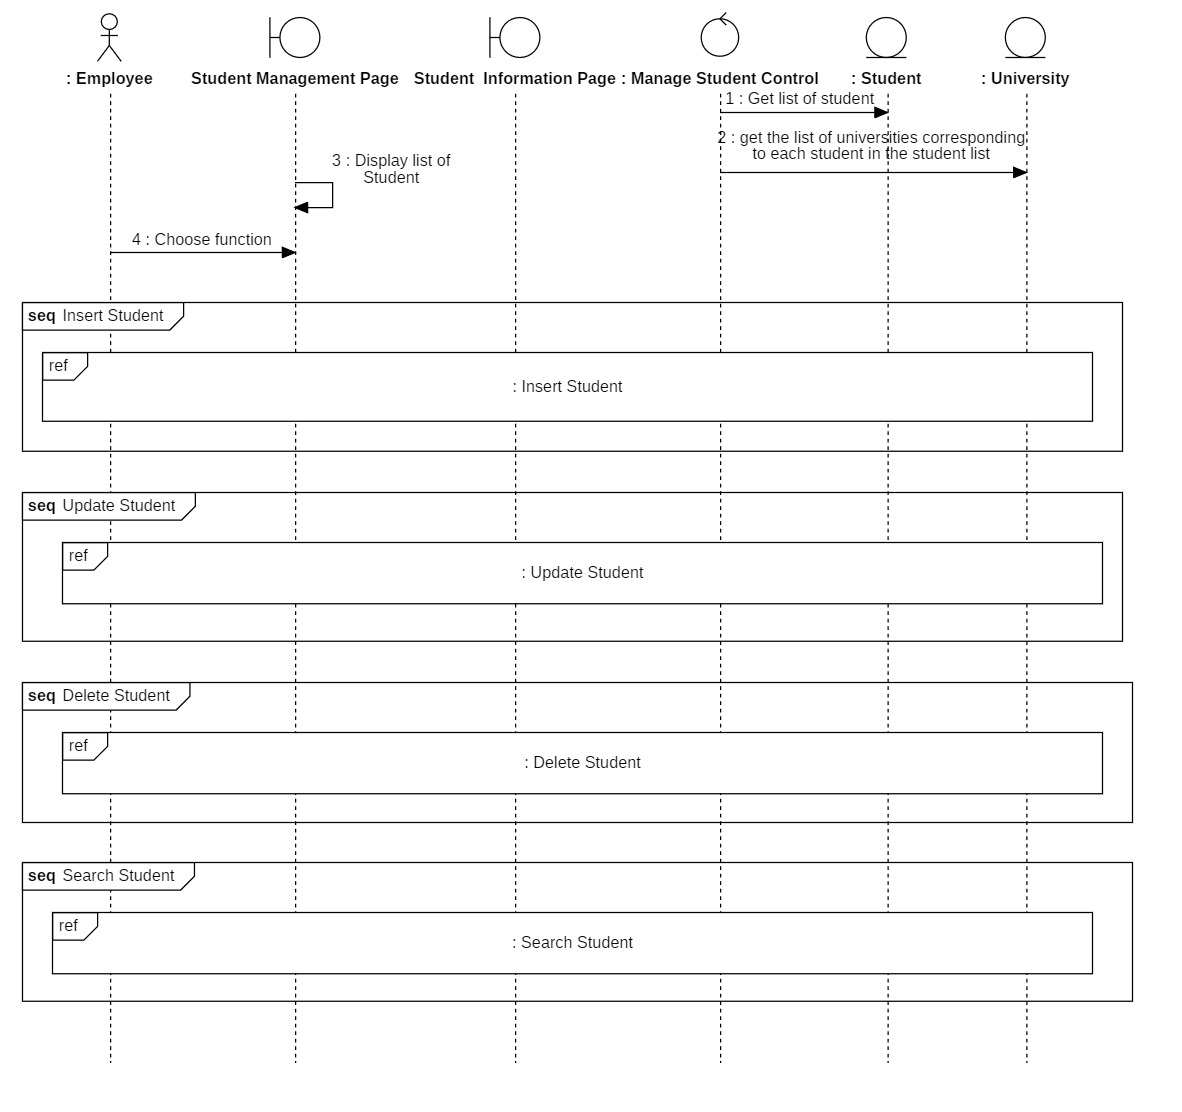 : Employee
Student Management Page
Student  Information Page
: Manage Student Control
: Student
: University
1 : Get list of student
2 : get the list of universities corresponding
to each student in the student list
3 : Display list of
Student
4 : Choose function
seq Insert Student
ref
: Insert Student
seq Update Student
ref
: Update Student
seq Delete Student
ref
: Delete Student
seq Search Student
ref
: Search Student